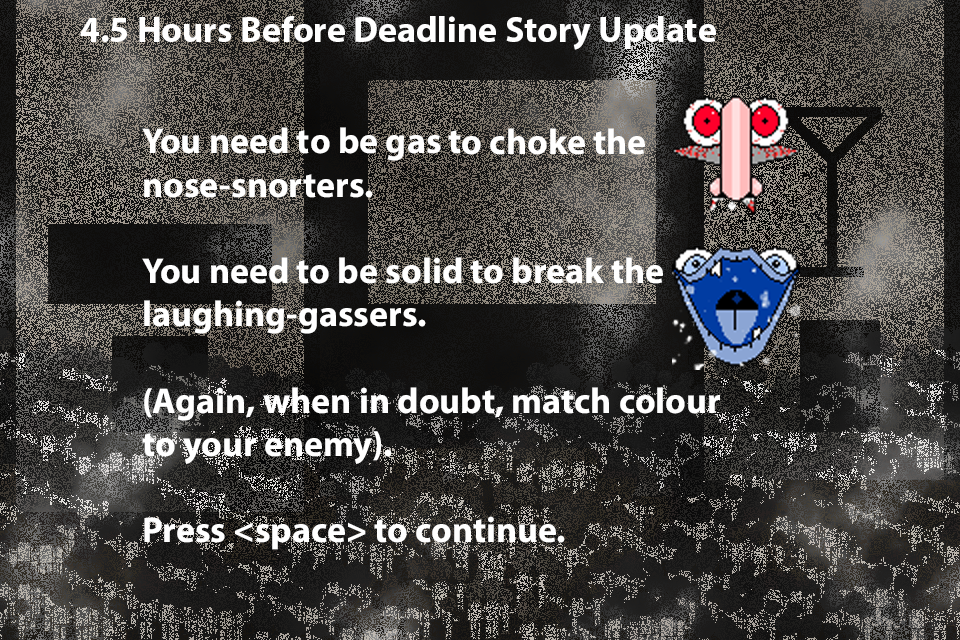 4.5 Hours Before Deadline Story Update
You need to be gas to choke the
nose-snorters.
You need to be solid to break the
laughing-gassers.
(Again, when in doubt, match colour
to your enemy).
Press <space> to continue.